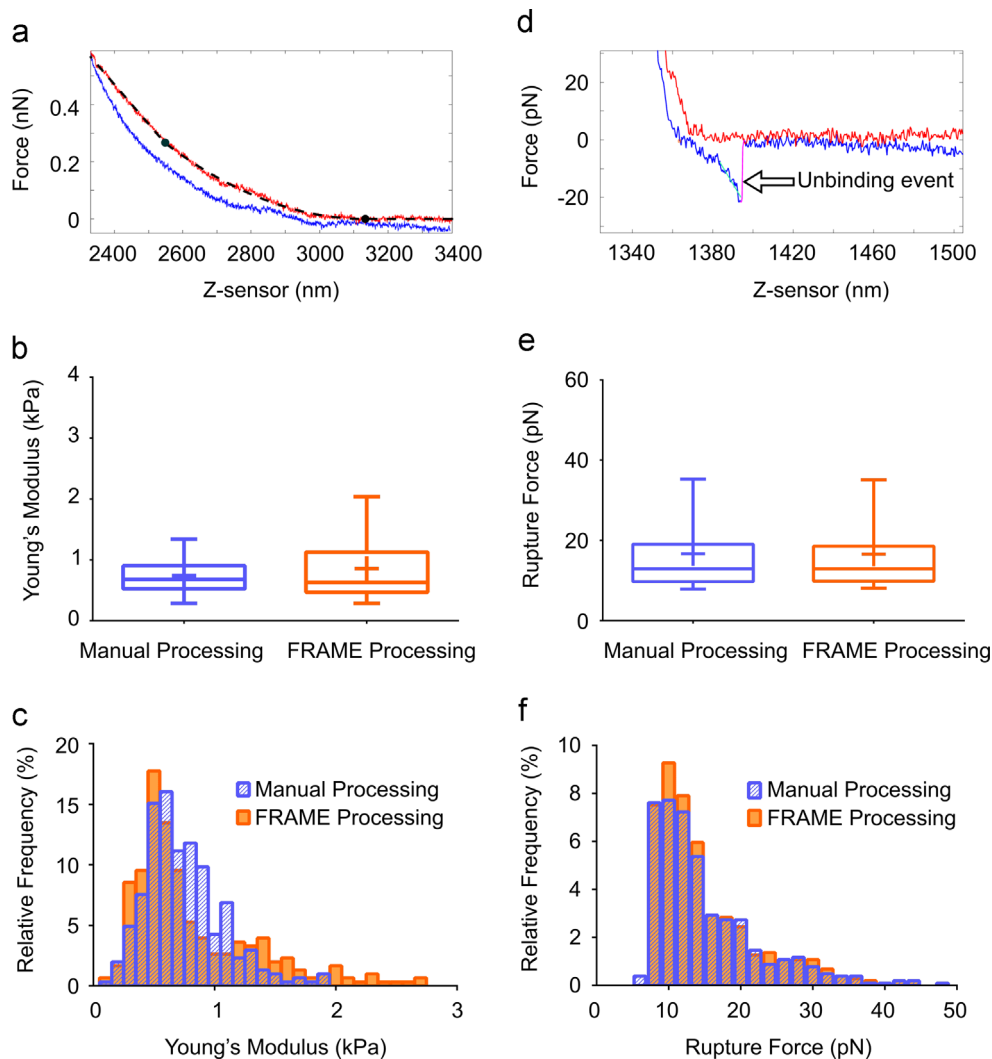 a
Force (nN)
0.4
0.2
0
2400 2600 2800 3000 3200 3400
Z-sensor (nm)
d
Force (pN)
20
0
-20
Unbinding event
1340 1380 1420 1460 1500
Z-sensor (nm)
b
Young's Modulus (kPa)
4
3
2
1
0
Manual Processing FRAME Processing
e
Rupture Force (pN)
60
40
20
0
Manual Processing FRAME Processing
c
Relative Frequency (%)
20
15
10
5
0
Manual Processing
FRAME Processing
0 1 2 3
Young's Modulus (kPa)
f
Relative Frequency (%)
10
8
6
4
2
0
Manual Processing
FRAME Processing
0 10 20 30 40 50
Rupture Force (pN)